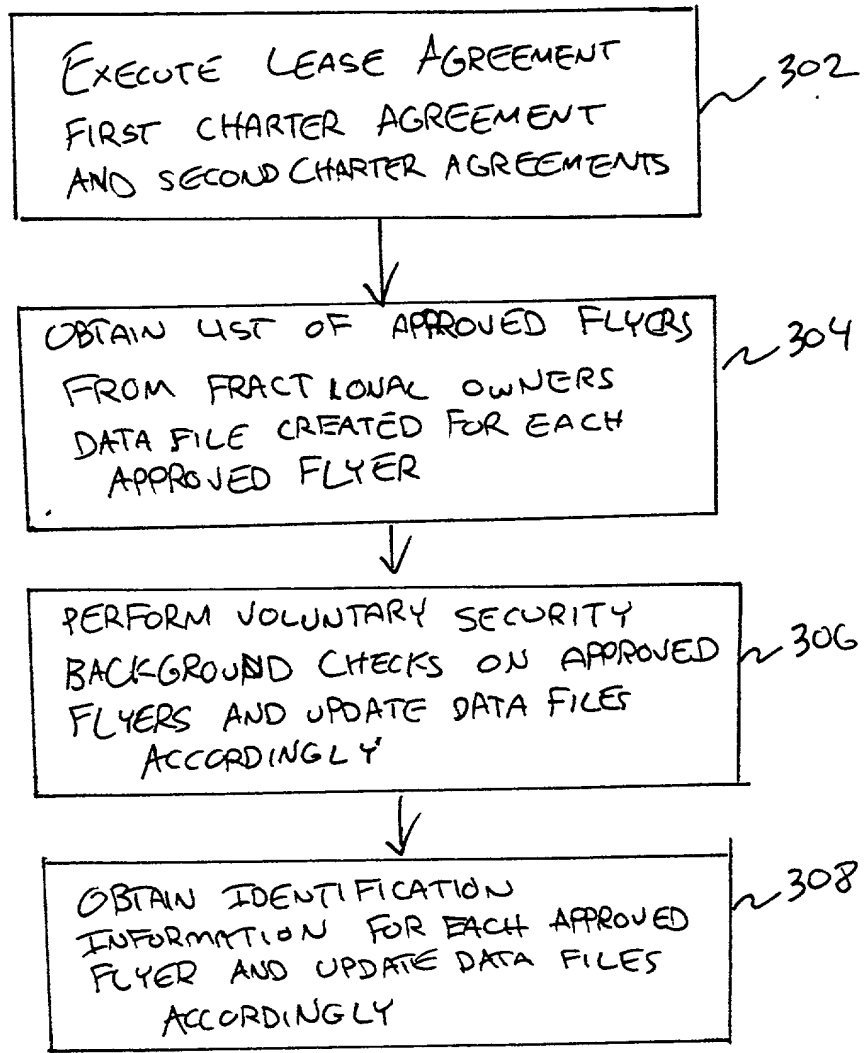 EXECUTE LEASE AGREEMENT
FIRST CHARTER AGREEMENT
AND SECOND CHARTER AGREEMENTS
302
OBTAIN LIST OF APPROVED FLYERS
FROM FRACTIONAL OWNERS
DATA FILE CREATED FOR EACH
APPROVED FLYER
304
PERFORM VOLUNTARY SECURITY
BACKGROUND CHECKS ON APPROVED
FLYERS AND UPDATE DATA FILES
ACCORDINGLY
306
OBTAIN IDENTIFICATION
INFORMATION FOR EACH APPROVED
FLYER AND UPDATE DATA FILES
ACCORDINGLY
308